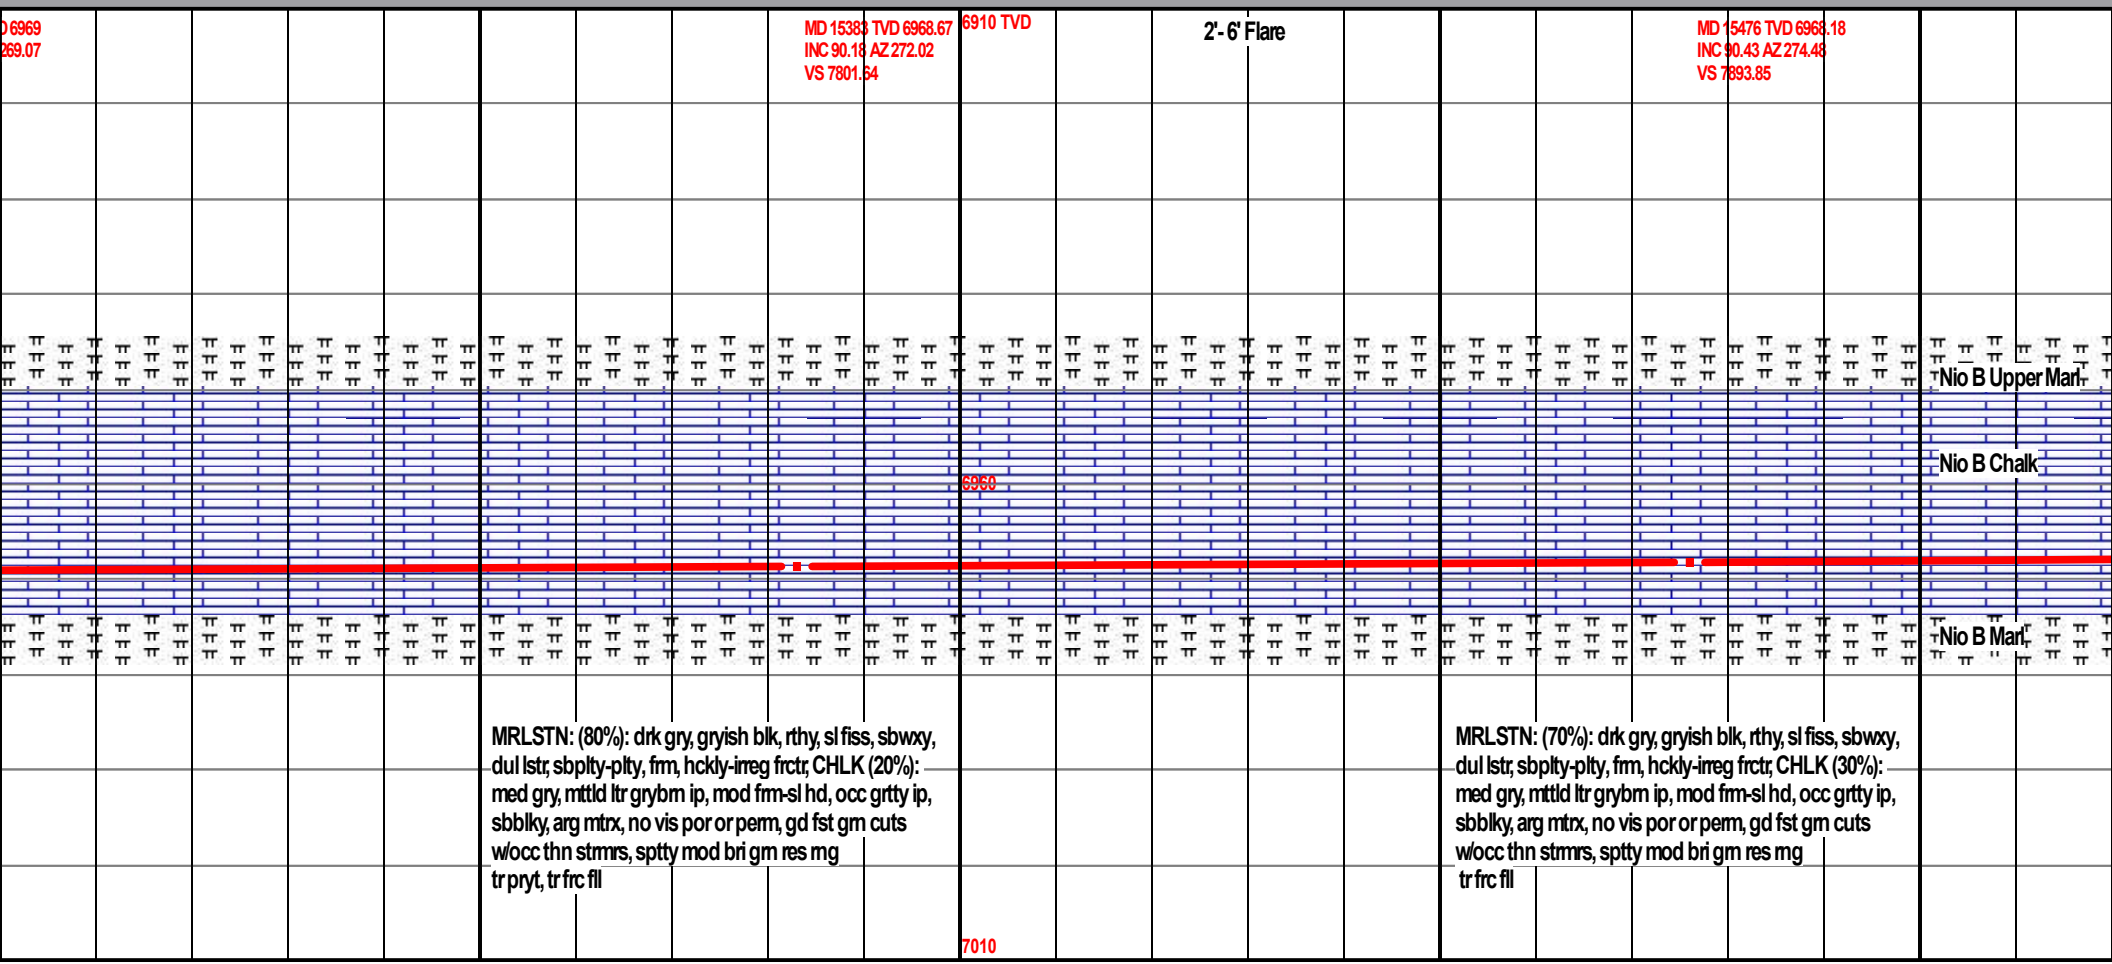 D 6969
269.07
MD 15383 TVD 6968.67
INC 90.18 AZ 272.02
VS 7801.64
6910 TVD
2'- 6' Flare
MD 15476 TVD 6968.18
INC 90.43 AZ 274.48
VS 7893.85
Nio B Upper Marl
Nio B Chalk
6960
Nio B Marl
MRLSTN: (80%): drk gry, gryish blk, rthy, sl fiss, sbwxy,
dul lstr, sbplty-plty, frm, hckly-irreg frctr, CHLK (20%):
med gry, mttld ltr grybrn ip, mod frm-sl hd, occ grtty ip,
sbblky, arg mtrx, no vis por or perm, gd fst grn cuts
w/occ thn strmrs, sptty mod bri grn res rng
tr pryt, tr frc fll
MRLSTN: (70%): drk gry, gryish blk, rthy, sl fiss, sbwxy,
dul lstr, sbplty-plty, frm, hckly-irreg frctr, CHLK (30%):
med gry, mttld ltr grybrn ip, mod frm-sl hd, occ grtty ip,
sbblky, arg mtrx, no vis por or perm, gd fst grn cuts
w/occ thn strmrs, sptty mod bri grn res rng
tr frc fll
7010